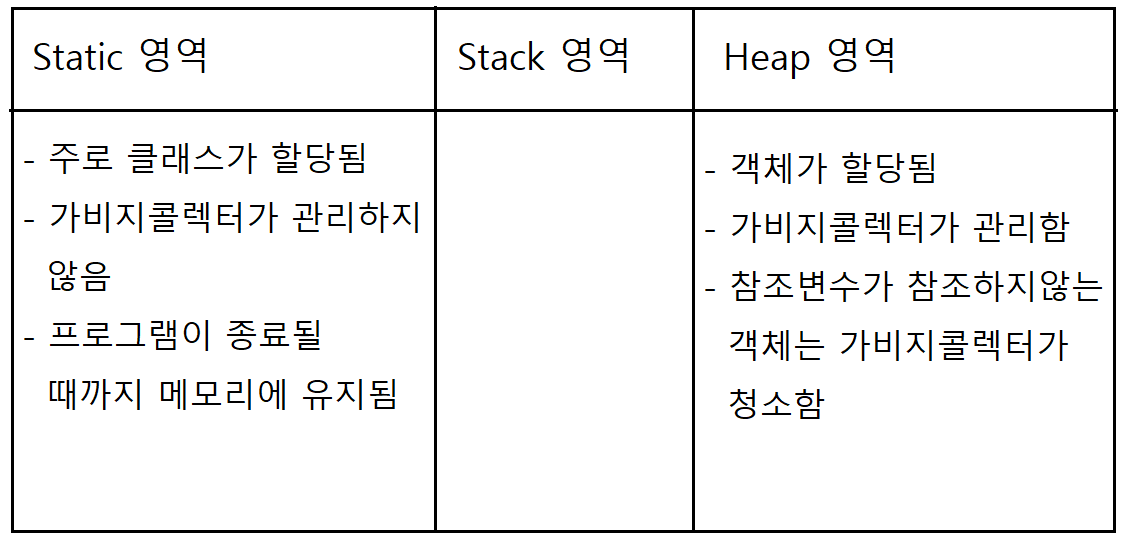 Static 영역
Stack 영역
Heap 영역
- 주로 클래스가 할당됨
- 가비지콜렉터가 관리하지
않음
- 프로그램이 종료될
때까지 메모리에 유지됨
- 객체가 할당됨
- 가비지콜렉터가 관리함
- 참조변수가 참조하지않는
객체는 가비지콜렉터가
청소함